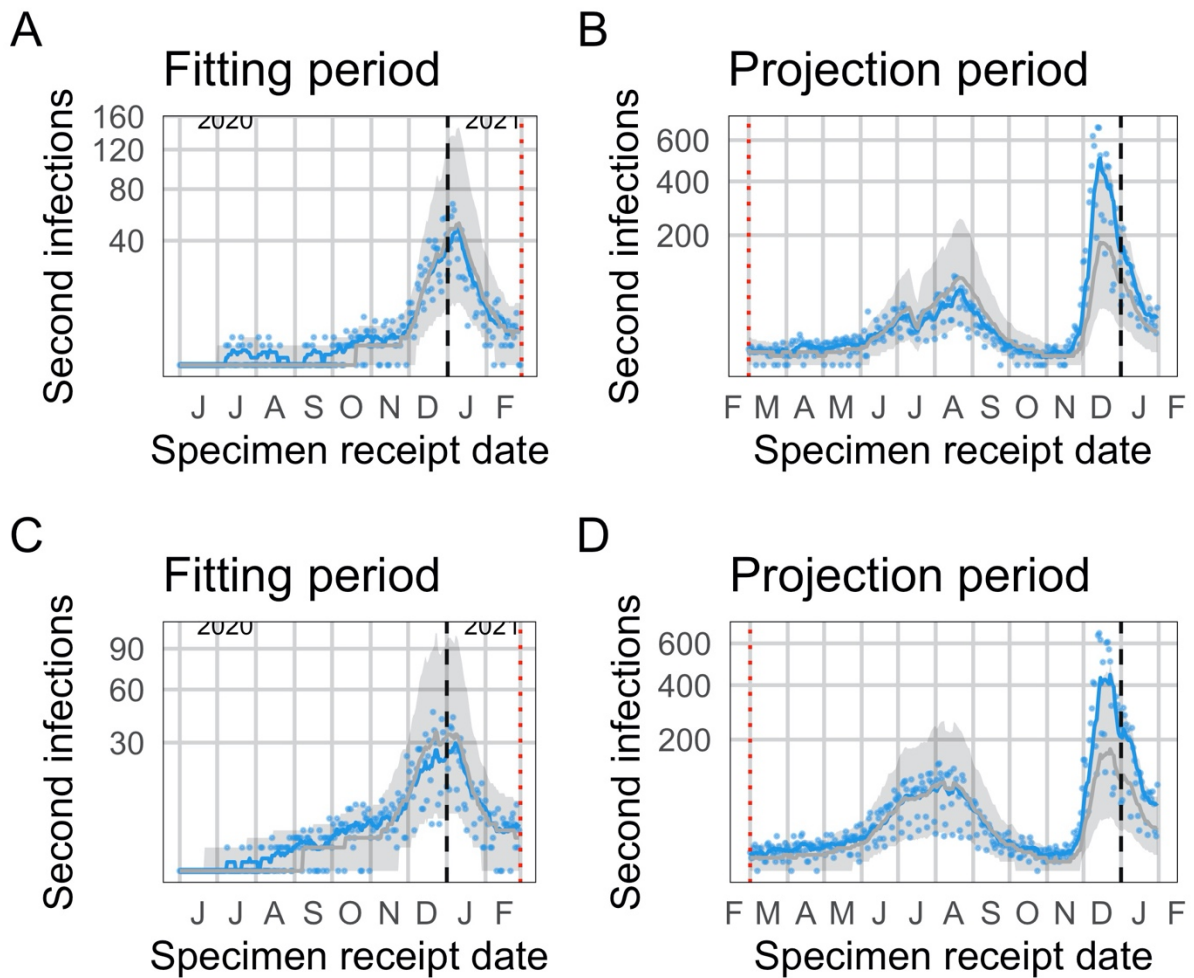 A
Fitting period
Second infections
160
120
80
40
2020
2021
J J A S O N D J F
Specimen receipt date
B
Projection period
Second infections
600
400
200
F M A M J J A S O N D J F
Specimen receipt date
C
Fitting period
Second infections
90
60
30
2020
2021
J J A S O N D J F
Specimen receipt date
D
Projection period
Second infections
600
400
200
F M A M J J A S O N D J F
Specimen receipt date